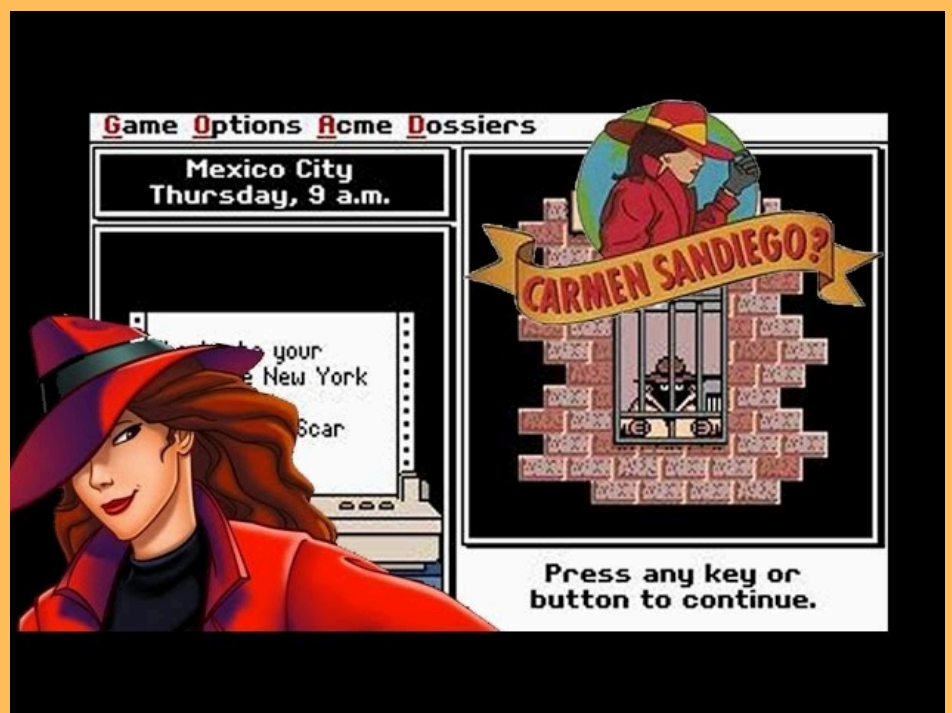 Game Options Acme Dossiers
Mexico City
Thursday, 9 a.m.
CARMEN SANDIEGO?
your
New York
Scar
Press any key or
button to continue.